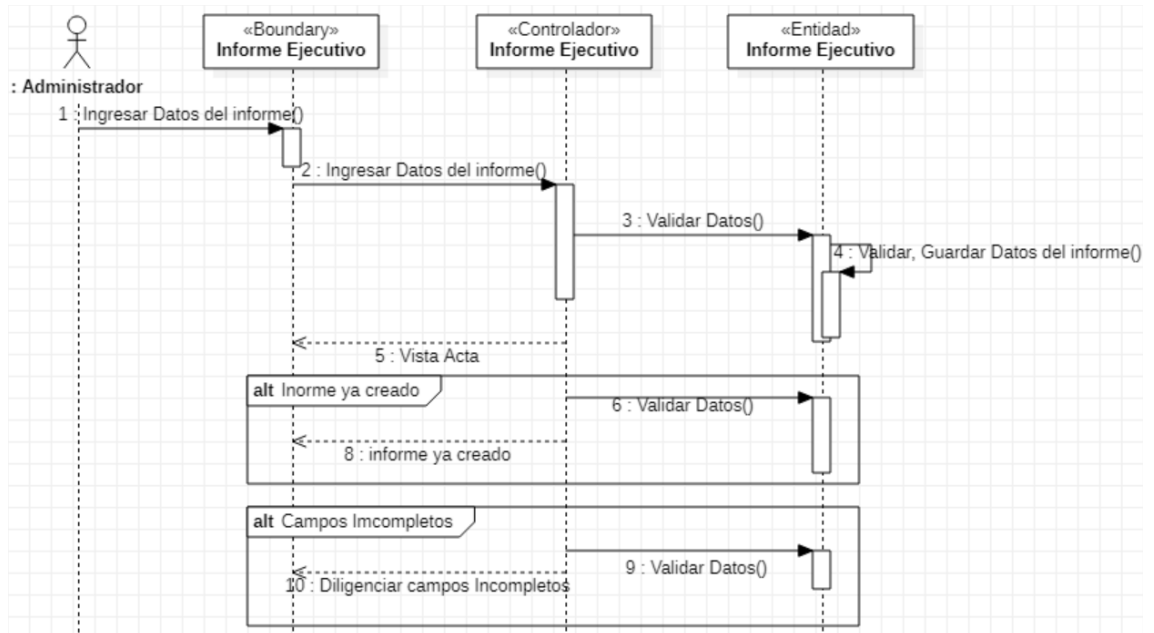 «Boundary»
Informe Ejecutivo
«Controlador»
Informe Ejecutivo
«Entidad»
Informe Ejecutivo
: Administrador
1 : Ingresar Datos del informe()
2 : Ingresar Datos del informe()
3 : Validar Datos()
4 : Validar, Guardar Datos del informe()
5 : Vista Acta
alt Inorme ya creado
6 : Validar Datos()
8 : informe ya creado
alt Campos Imcompletos
9 : Validar Datos()
10 : Diligenciar campos Incompletos